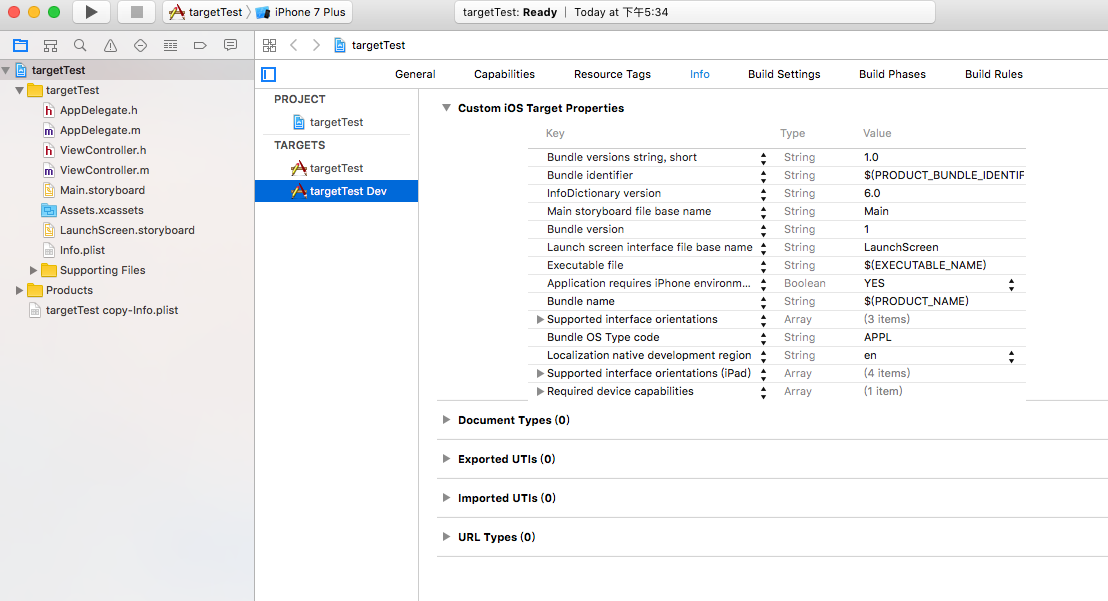 targetTest iPhone 7 Plus
targetTest: Ready Today at 下午5:34
targetTest
targetTest
AppDelegate.h
AppDelegate.m
ViewController.h
ViewController.m
Main.storyboard
Assets.xcassets
LaunchScreen.storyboard
Info.plist
Supporting Files
Products
targetTest copy-Info.plist
targetTest
General Capabilities Resource Tags Info Build Settings Build Phases Build Rules
PROJECT
targetTest
TARGETS
targetTest
targetTest Dev
Custom iOS Target Properties
Key Type Value
Bundle versions string, short String 1.0
Bundle identifier String $(PRODUCT_BUNDLE_IDENTIF
InfoDictionary version String 6.0
Main storyboard file base name String Main
Bundle version String 1
Launch screen interface file base name String LaunchScreen
Executable file String $(EXECUTABLE_NAME)
Application requires iPhone environm... Boolean YES
Bundle name String $(PRODUCT_NAME)
Supported interface orientations Array (3 items)
Bundle OS Type code String APPL
Localization native development region String en
Supported interface orientations (iPad) Array (4 items)
Required device capabilities Array (1 item)
Document Types (0)
Exported UTIs (0)
Imported UTIs (0)
URL Types (0)